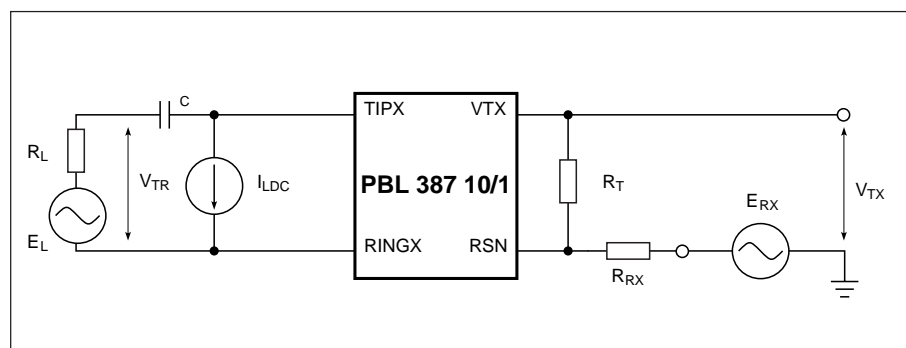 C
TIPX
VTX
RL
VTR
ILDC
PBL 387 10/1
RT
ERX
VTX
EL
RINGX
RSN
RRX